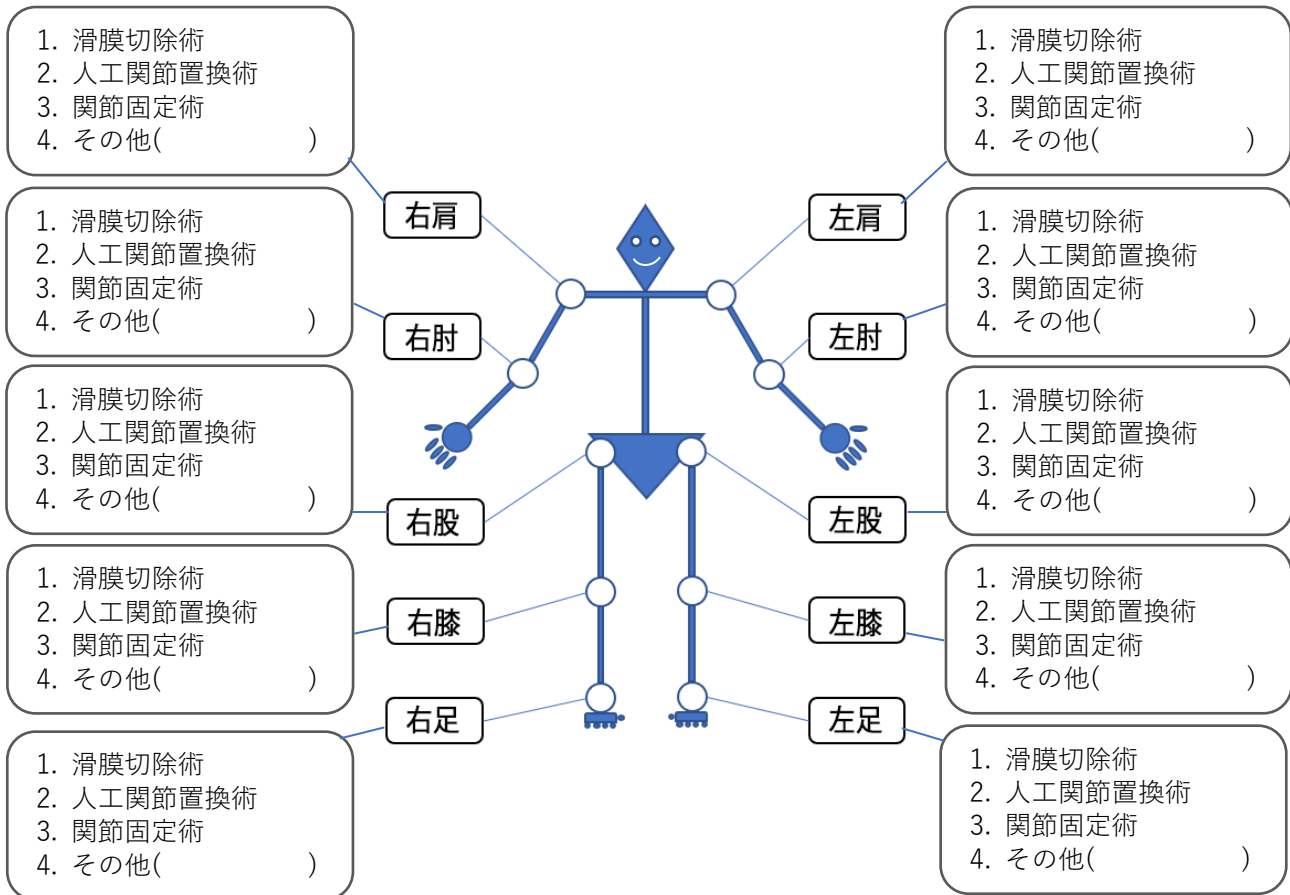 1. 滑膜切除術
2. 人工関節置換術
3. 関節固定術
4. その他(　　　　　)
右肩
1. 滑膜切除術
2. 人工関節置換術
3. 関節固定術
4. その他(　　　　　)
右肘
1. 滑膜切除術
2. 人工関節置換術
3. 関節固定術
4. その他(　　　　　)
右股
1. 滑膜切除術
2. 人工関節置換術
3. 関節固定術
4. その他(　　　　　)
右膝
1. 滑膜切除術
2. 人工関節置換術
3. 関節固定術
4. その他(　　　　　)
右足
1. 滑膜切除術
2. 人工関節置換術
3. 関節固定術
4. その他(　　　　　)
左肩
1. 滑膜切除術
2. 人工関節置換術
3. 関節固定術
4. その他(　　　　　)
左肘
1. 滑膜切除術
2. 人工関節置換術
3. 関節固定術
4. その他(　　　　　)
左股
1. 滑膜切除術
2. 人工関節置換術
3. 関節固定術
4. その他(　　　　　)
左膝
1. 滑膜切除術
2. 人工関節置換術
3. 関節固定術
4. その他(　　　　　)
左足